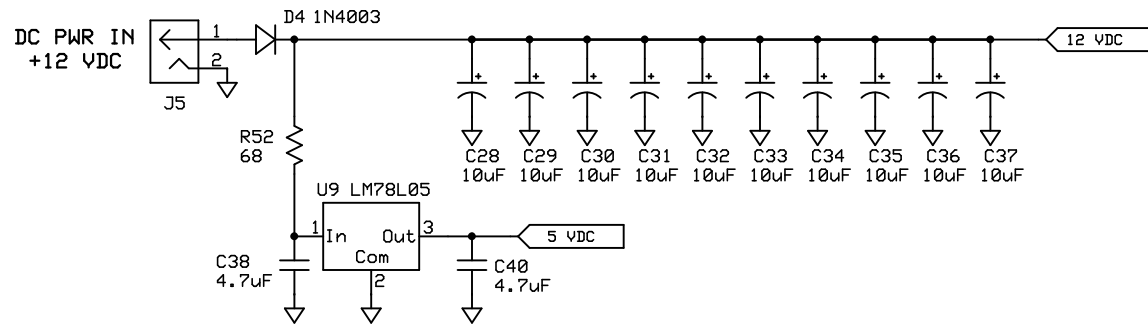 D4 1N4003
DC PWR IN
+12 VDC
1
2
J5
12 VDC
+ + + + + + + + + +
R52
68
C28 C29 C30 C31 C32 C33 C34 C35 C36 C37
10uF 10uF 10uF 10uF 10uF 10uF 10uF 10uF 10uF 10uF
U9 LM78L05
1 In Out 3
Com
2
5 VDC
C38
4.7uF
C40
4.7uF